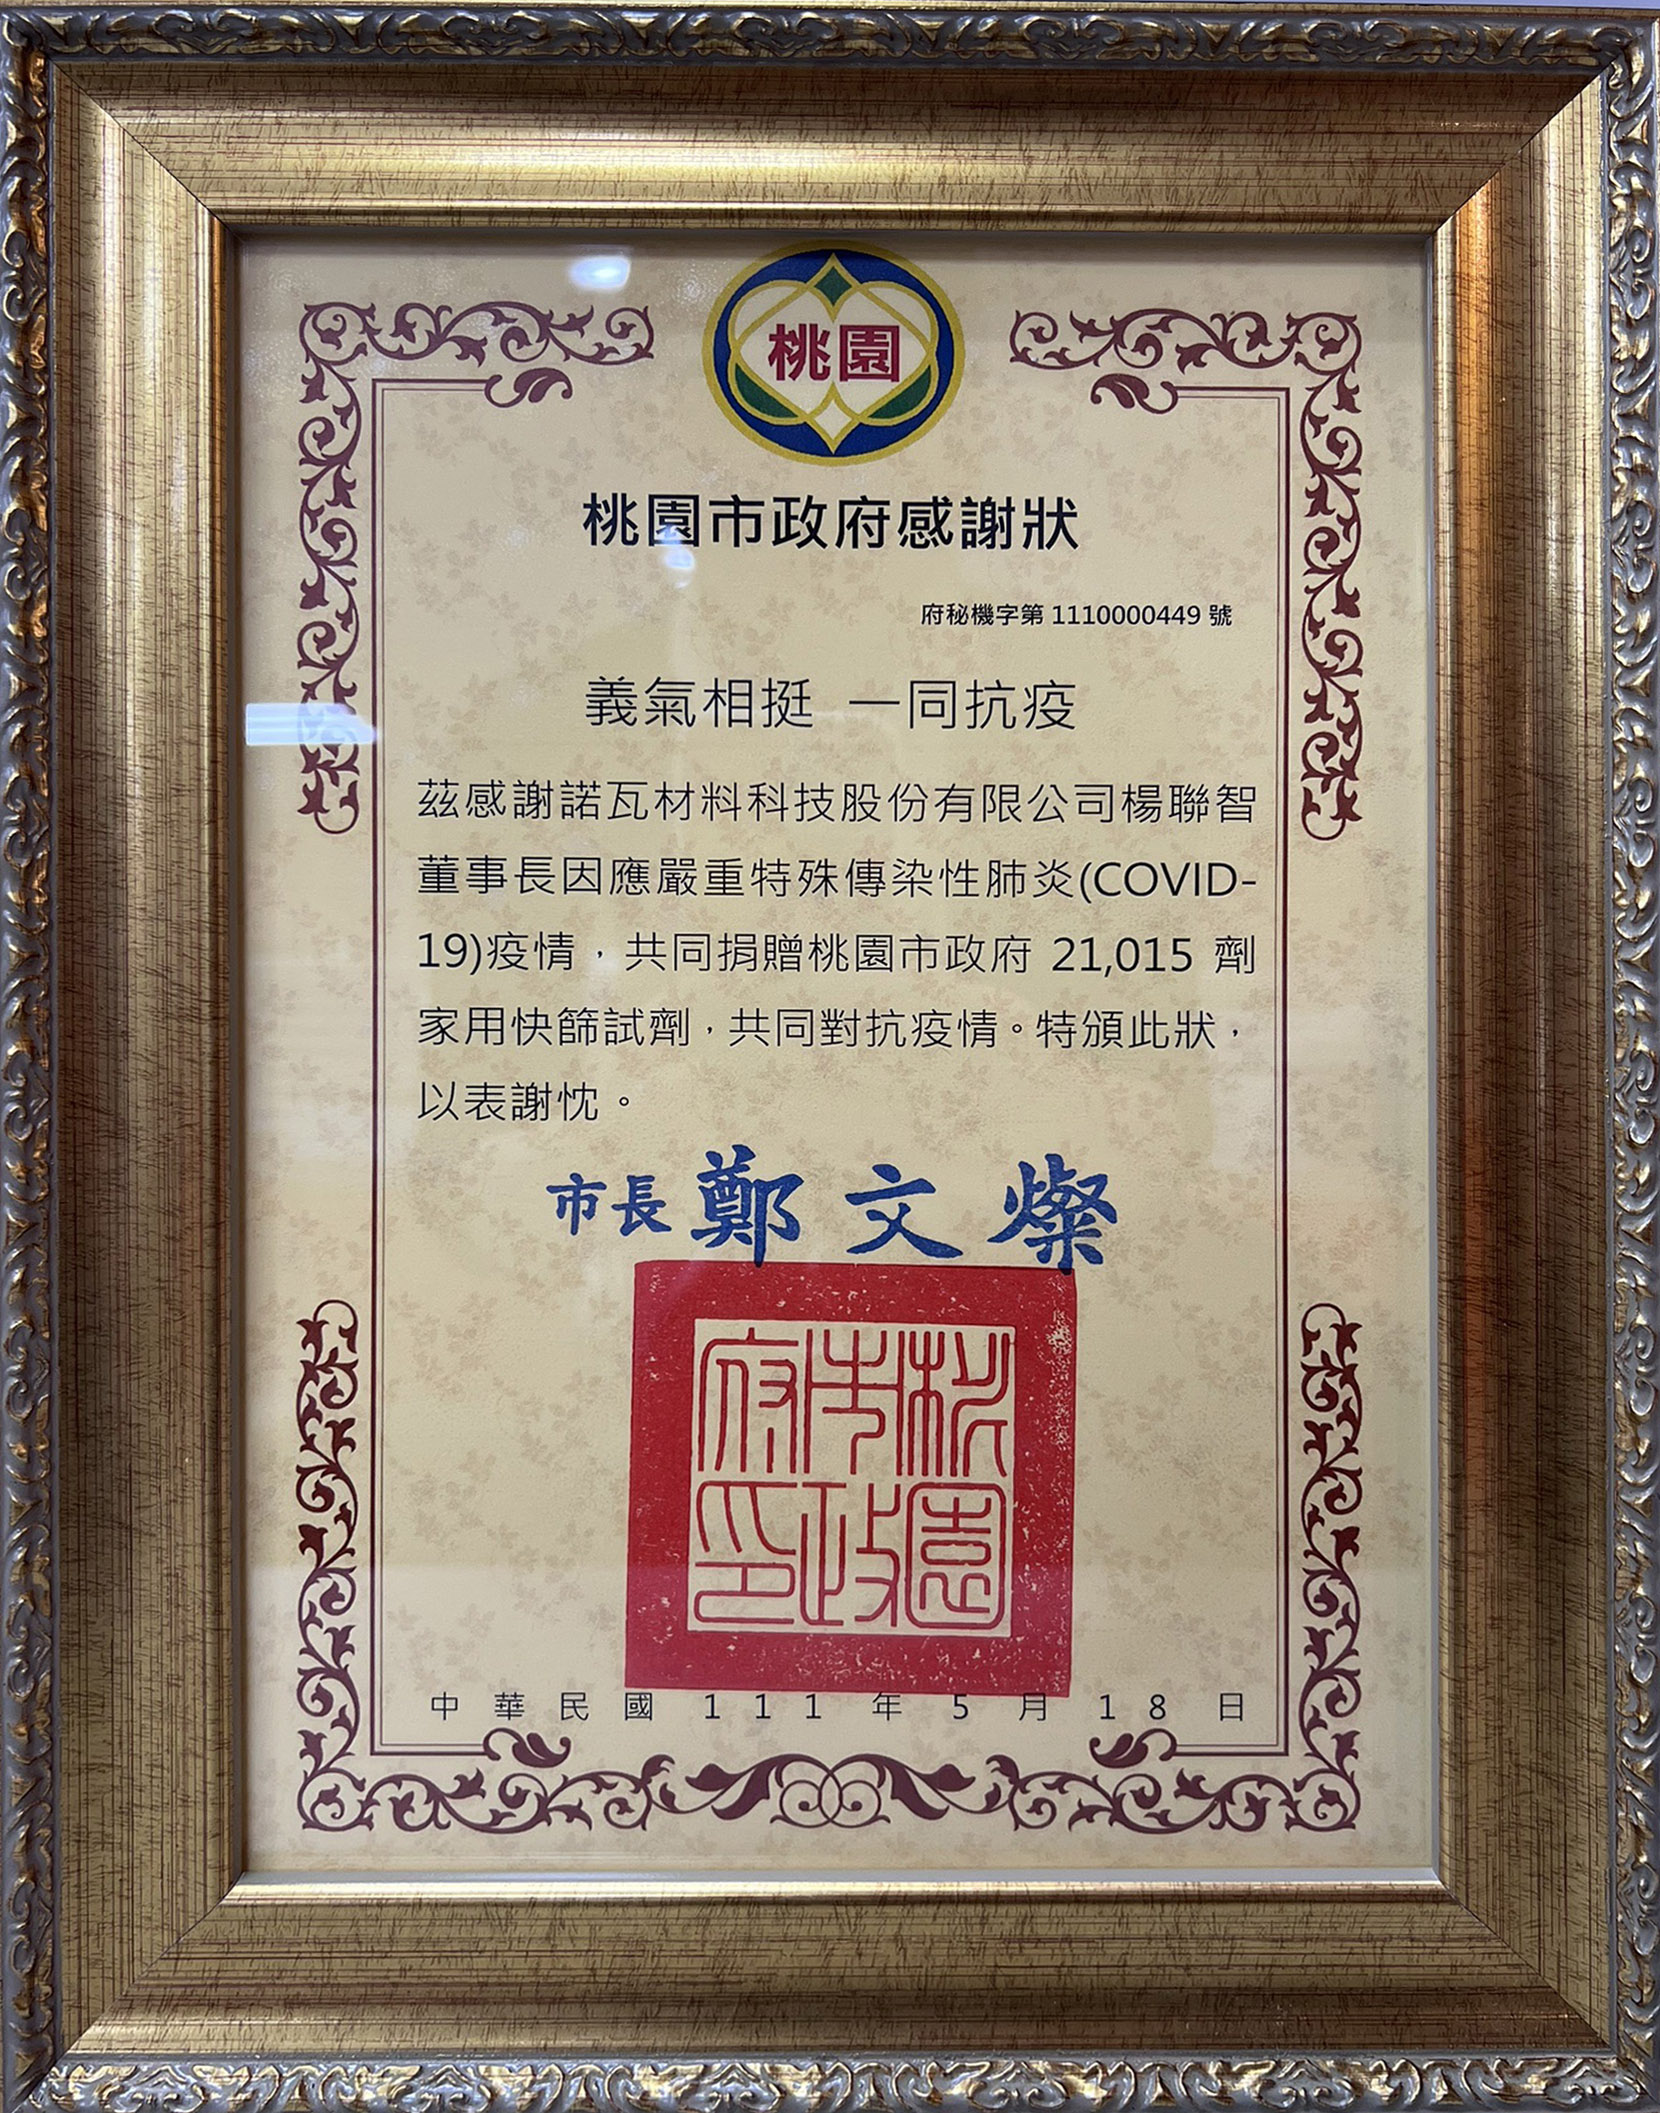 桃園
桃園市政府感謝狀
府秘機字第 1110000449 號
義氣相挺 一同抗疫
茲感謝諾瓦材料科技股份有限公司楊聯智
董事長因應嚴重特殊傳染性肺炎(COVID-
19)疫情，共同捐贈桃園市政府 21,015 劑
家用快篩試劑，共同對抗疫情。特頒此狀，
以表謝忱。
市長 鄭文燦
桃園
市政
府印
中華民國 111 年 5 月 18 日